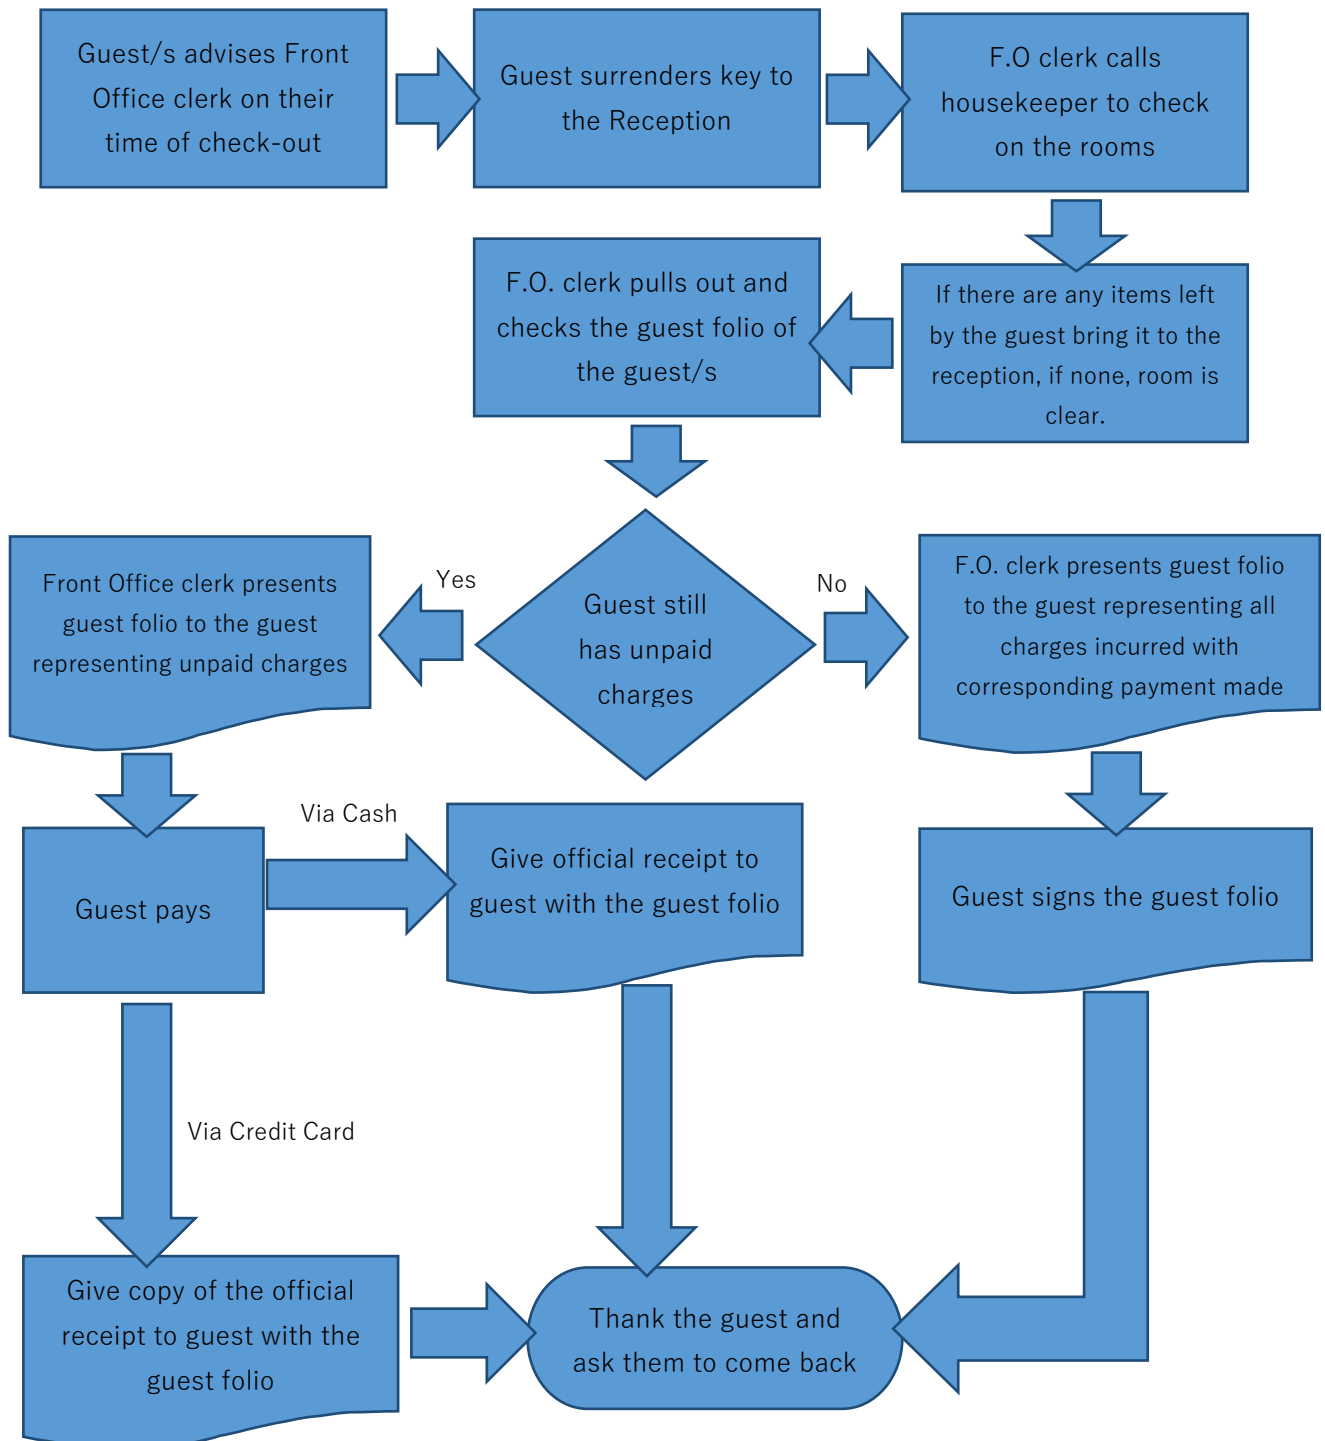 Guest/s advises Front
Office clerk on their
time of check-out
Guest surrenders key to
the Reception
F.O clerk calls
housekeeper to check
on the rooms
If there are any items left
by the guest bring it to the
reception, if none, room is
clear.
F.O. clerk pulls out and
checks the guest folio of
the guest/s
Guest still
has unpaid
charges
Yes
No
Front Office clerk presents
guest folio to the guest
representing unpaid charges
F.O. clerk presents guest folio
to the guest representing all
charges incurred with
corresponding payment made
Guest pays
Via Cash
Give official receipt to
guest with the guest folio
Guest signs the guest folio
Via Credit Card
Give copy of the official
receipt to guest with the
guest folio
Thank the guest and
ask them to come back